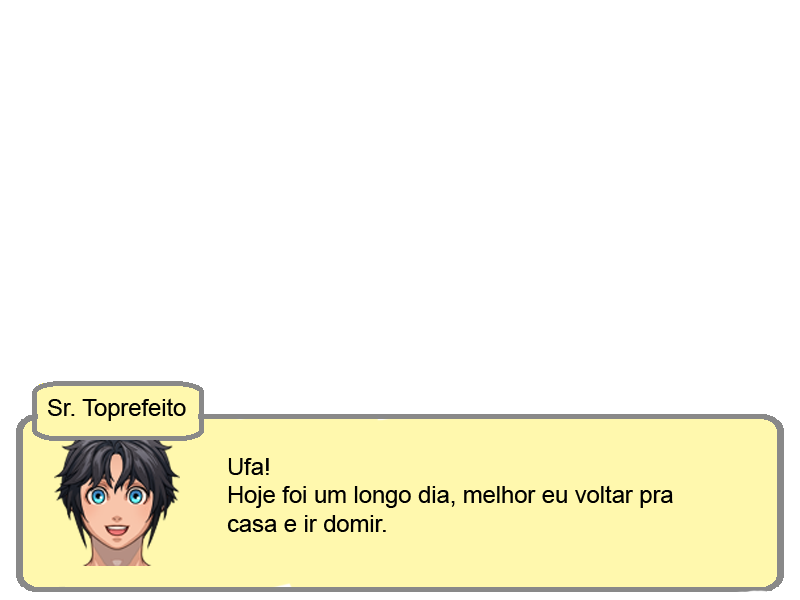 Sr. Toprefeito
Ufa!
Hoje foi um longo dia, melhor eu voltar pra
casa e ir domir.